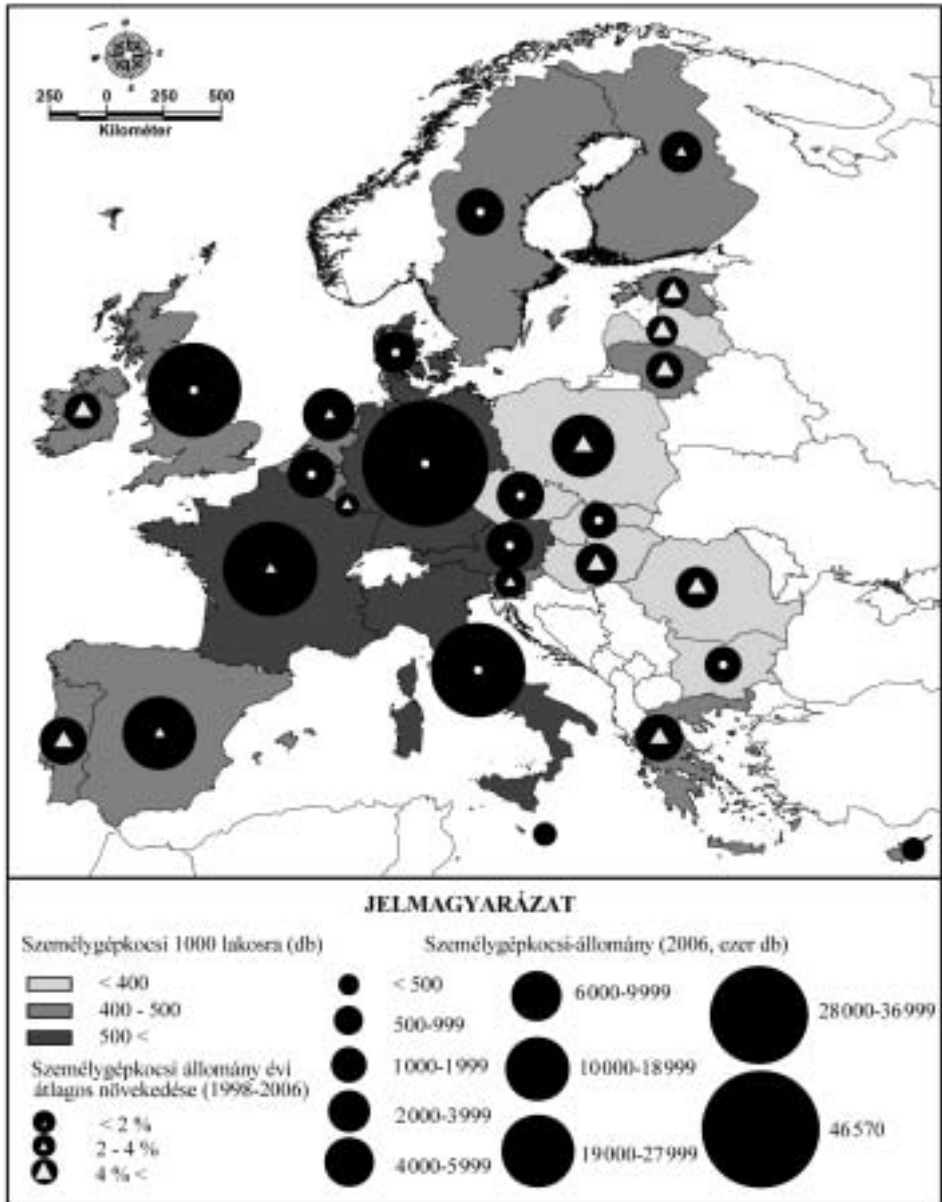 250 0 250 500
Kilométer
JELMAGYARÁZAT
Személygépkocsi 1000 lakosra (db)
< 400
400 - 500
500 <
Személygépkocsi állomány évi
átlagos növekedése (1998-2006)
< 2 %
2 - 4 %
4 % <
Személygépkocsi-állomány (2006, ezer db)
< 500
500-999
1000-1999
2000-3999
4000-5999
6000-9999
10000-18999
19000-27999
28000-36999
46570